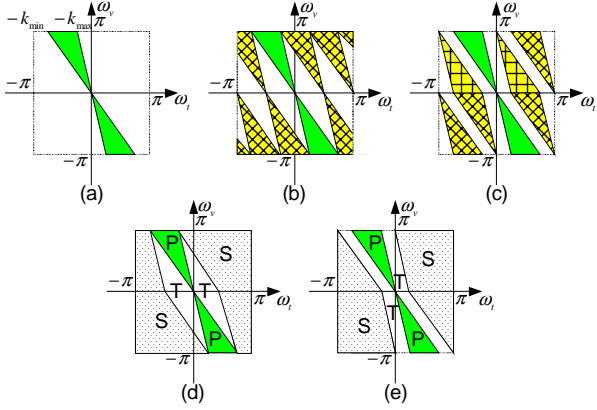 −k_min −k_max ω_v
π
−π π ω_t
−π
(a)
ω_v
π
−π π ω_t
−π
(b)
ω_v
π
−π π ω_t
−π
(c)
ω_v
π
P S
−π T T π ω_t
S P
−π
(d)
ω_v
π
P S
−π T π ω_t
T
S P
−π
(e)